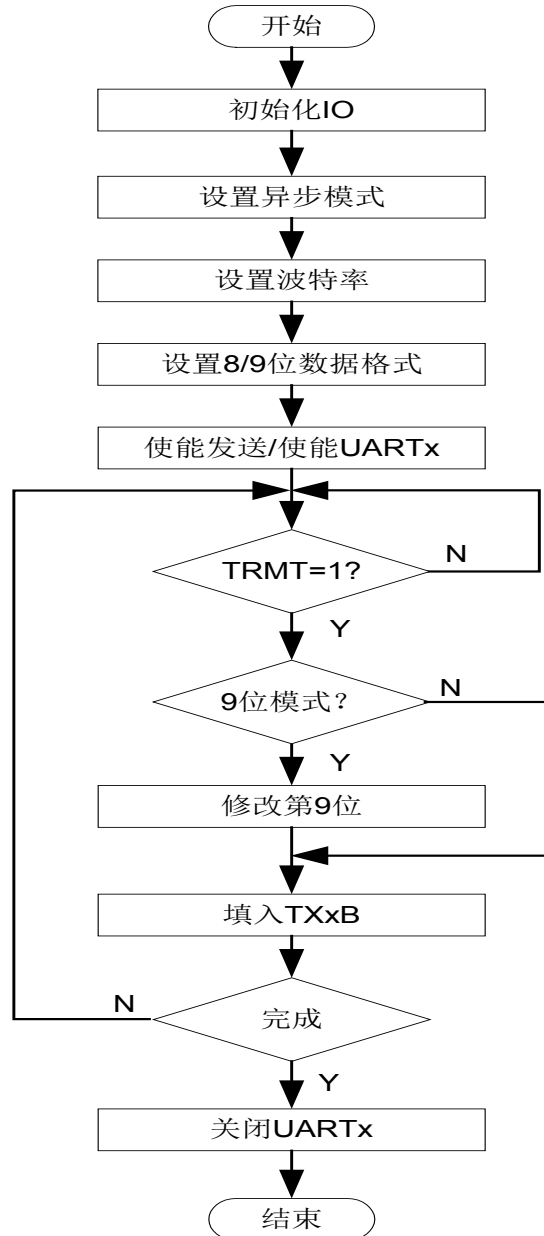 开始
初始化IO
设置异步模式
设置波特率
设置8/9位数据格式
使能发送/使能UARTx
TRMT=1?
N
Y
9位模式？
N
Y
修改第9位
填入TXxB
N
完成
Y
关闭UARTx
结束